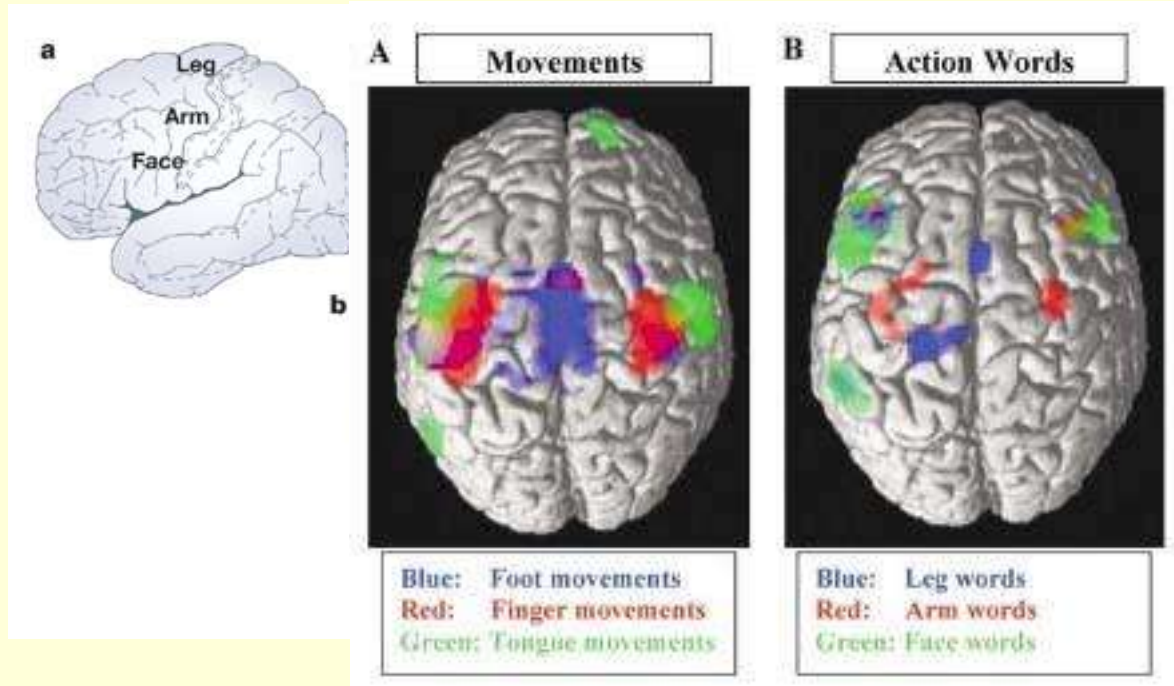 a
Leg
Arm
Face
b
A
Movements
Blue: Foot movements
Red: Finger movements
Green: Tongue movements
B
Action Words
Blue: Leg words
Red: Arm words
Green: Face words